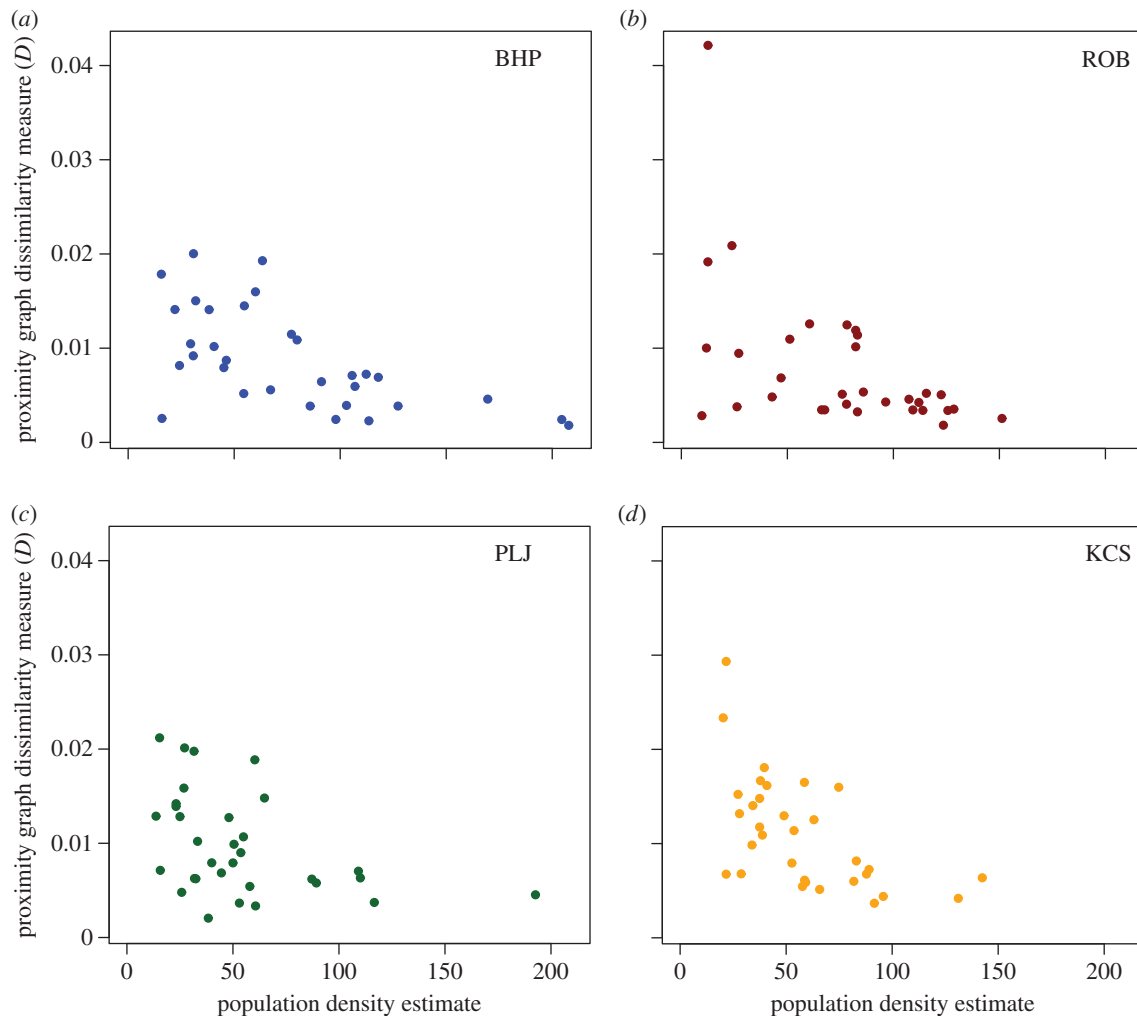 (a)
BHP
proximity graph dissimilarity measure (D)
0.04
0.03
0.02
0.01
0
(b)
ROB
(c)
PLJ
proximity graph dissimilarity measure (D)
0.04
0.03
0.02
0.01
0
0 50 100 150 200
population density estimate
(d)
KCS
0 50 100 150 200
population density estimate